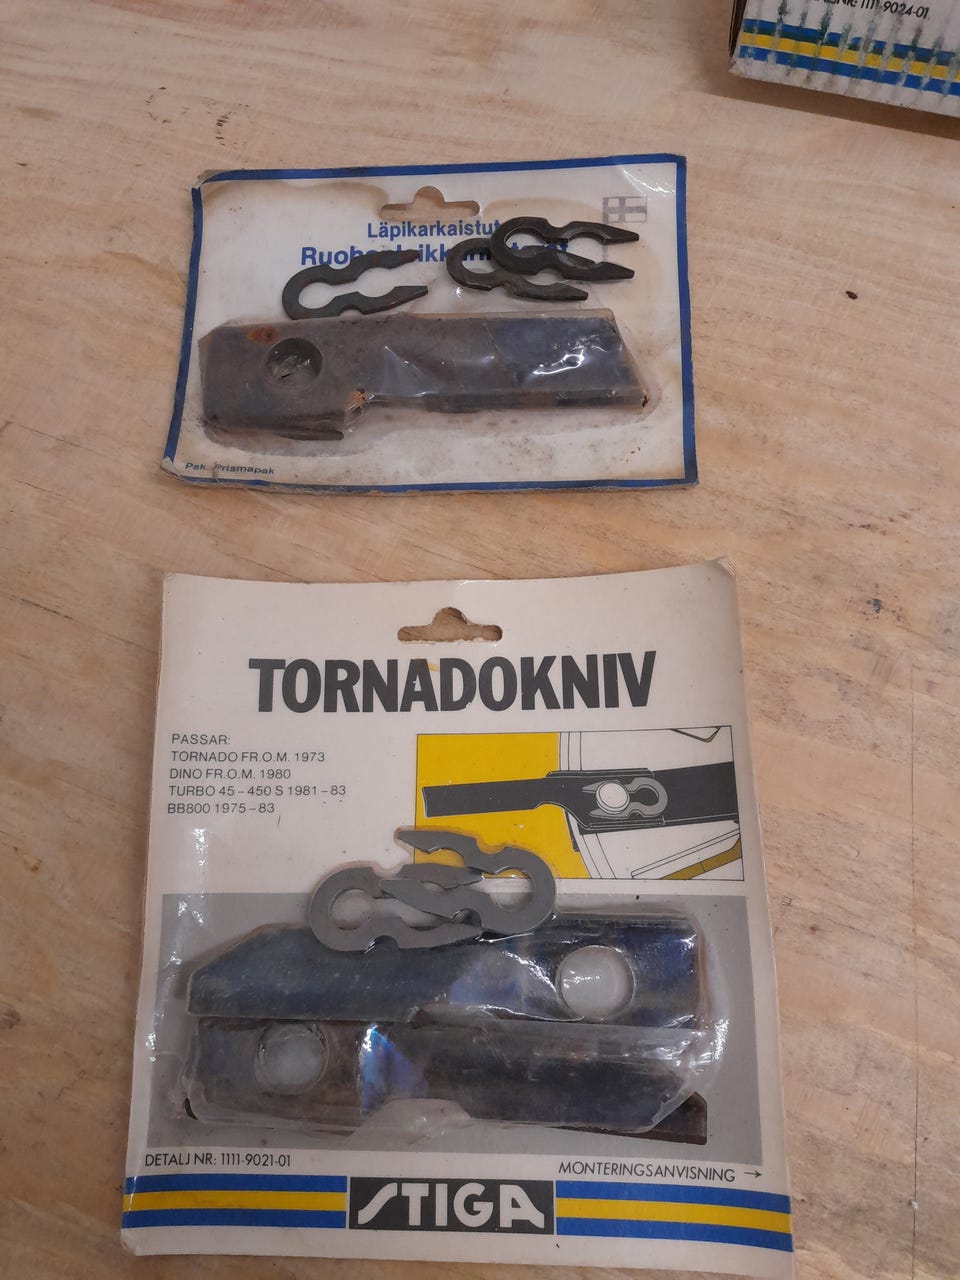 9024-01
Läpikarkaistut
Pak. Prismapak
TORNADOKNIV
PASSAR:
TORNADO FR.O.M. 1973
DINO FR.O.M. 1980
TURBO 45 - 450 S 1981 - 83
BB800 1975 - 83
DETALJ NR: 1111-9021-01
MONTERINGSANVISNING →
STIGA